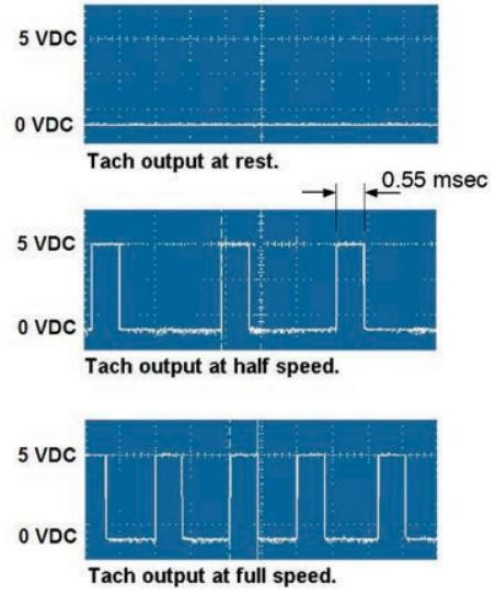 5 VDC
0 VDC
Tach output at rest.
0.55 msec
5 VDC
0 VDC
Tach output at half speed.
5 VDC
0 VDC
Tach output at full speed.